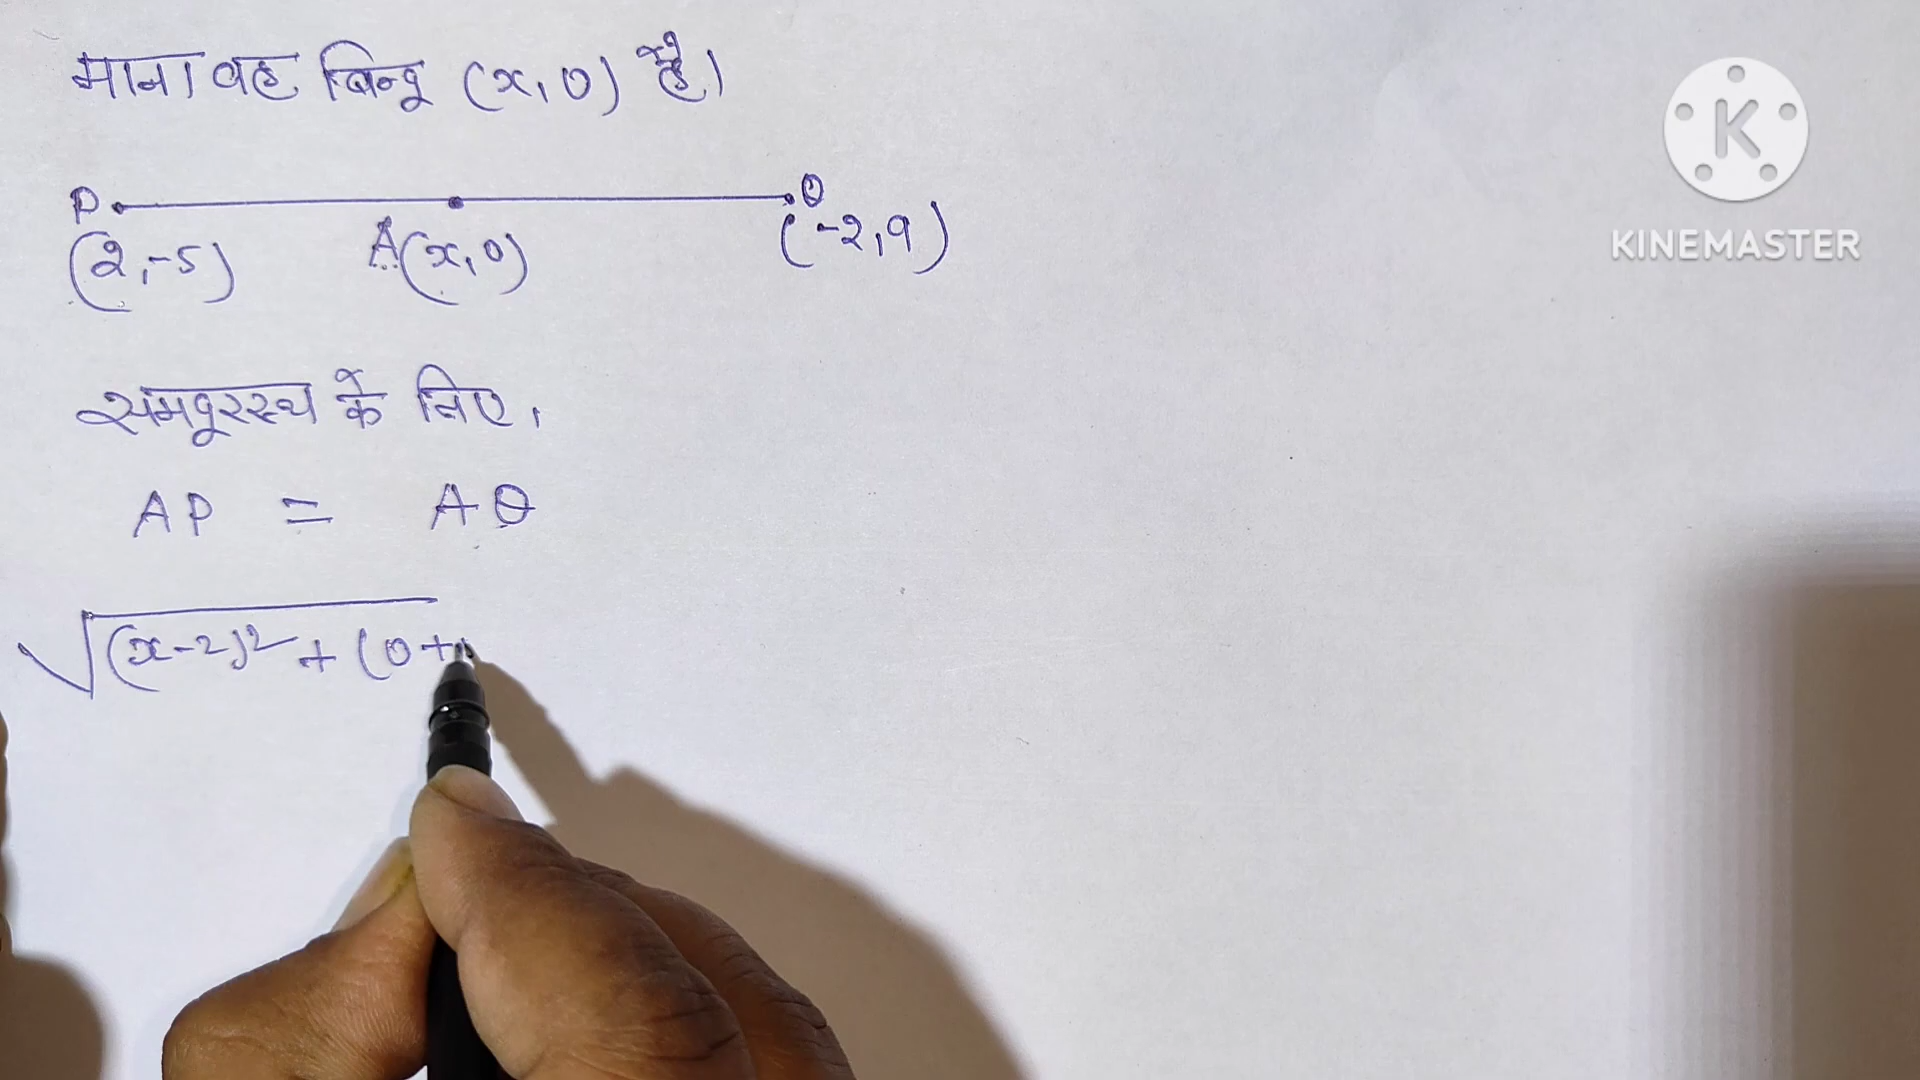 माना वह बिन्दू (x, 0) है।
P Q
(2, -5) A(x, 0) (-2, 9)
समदूरस्थ के लिए,
AP = AQ
√(x-2)² + (0+
K
KINEMASTER